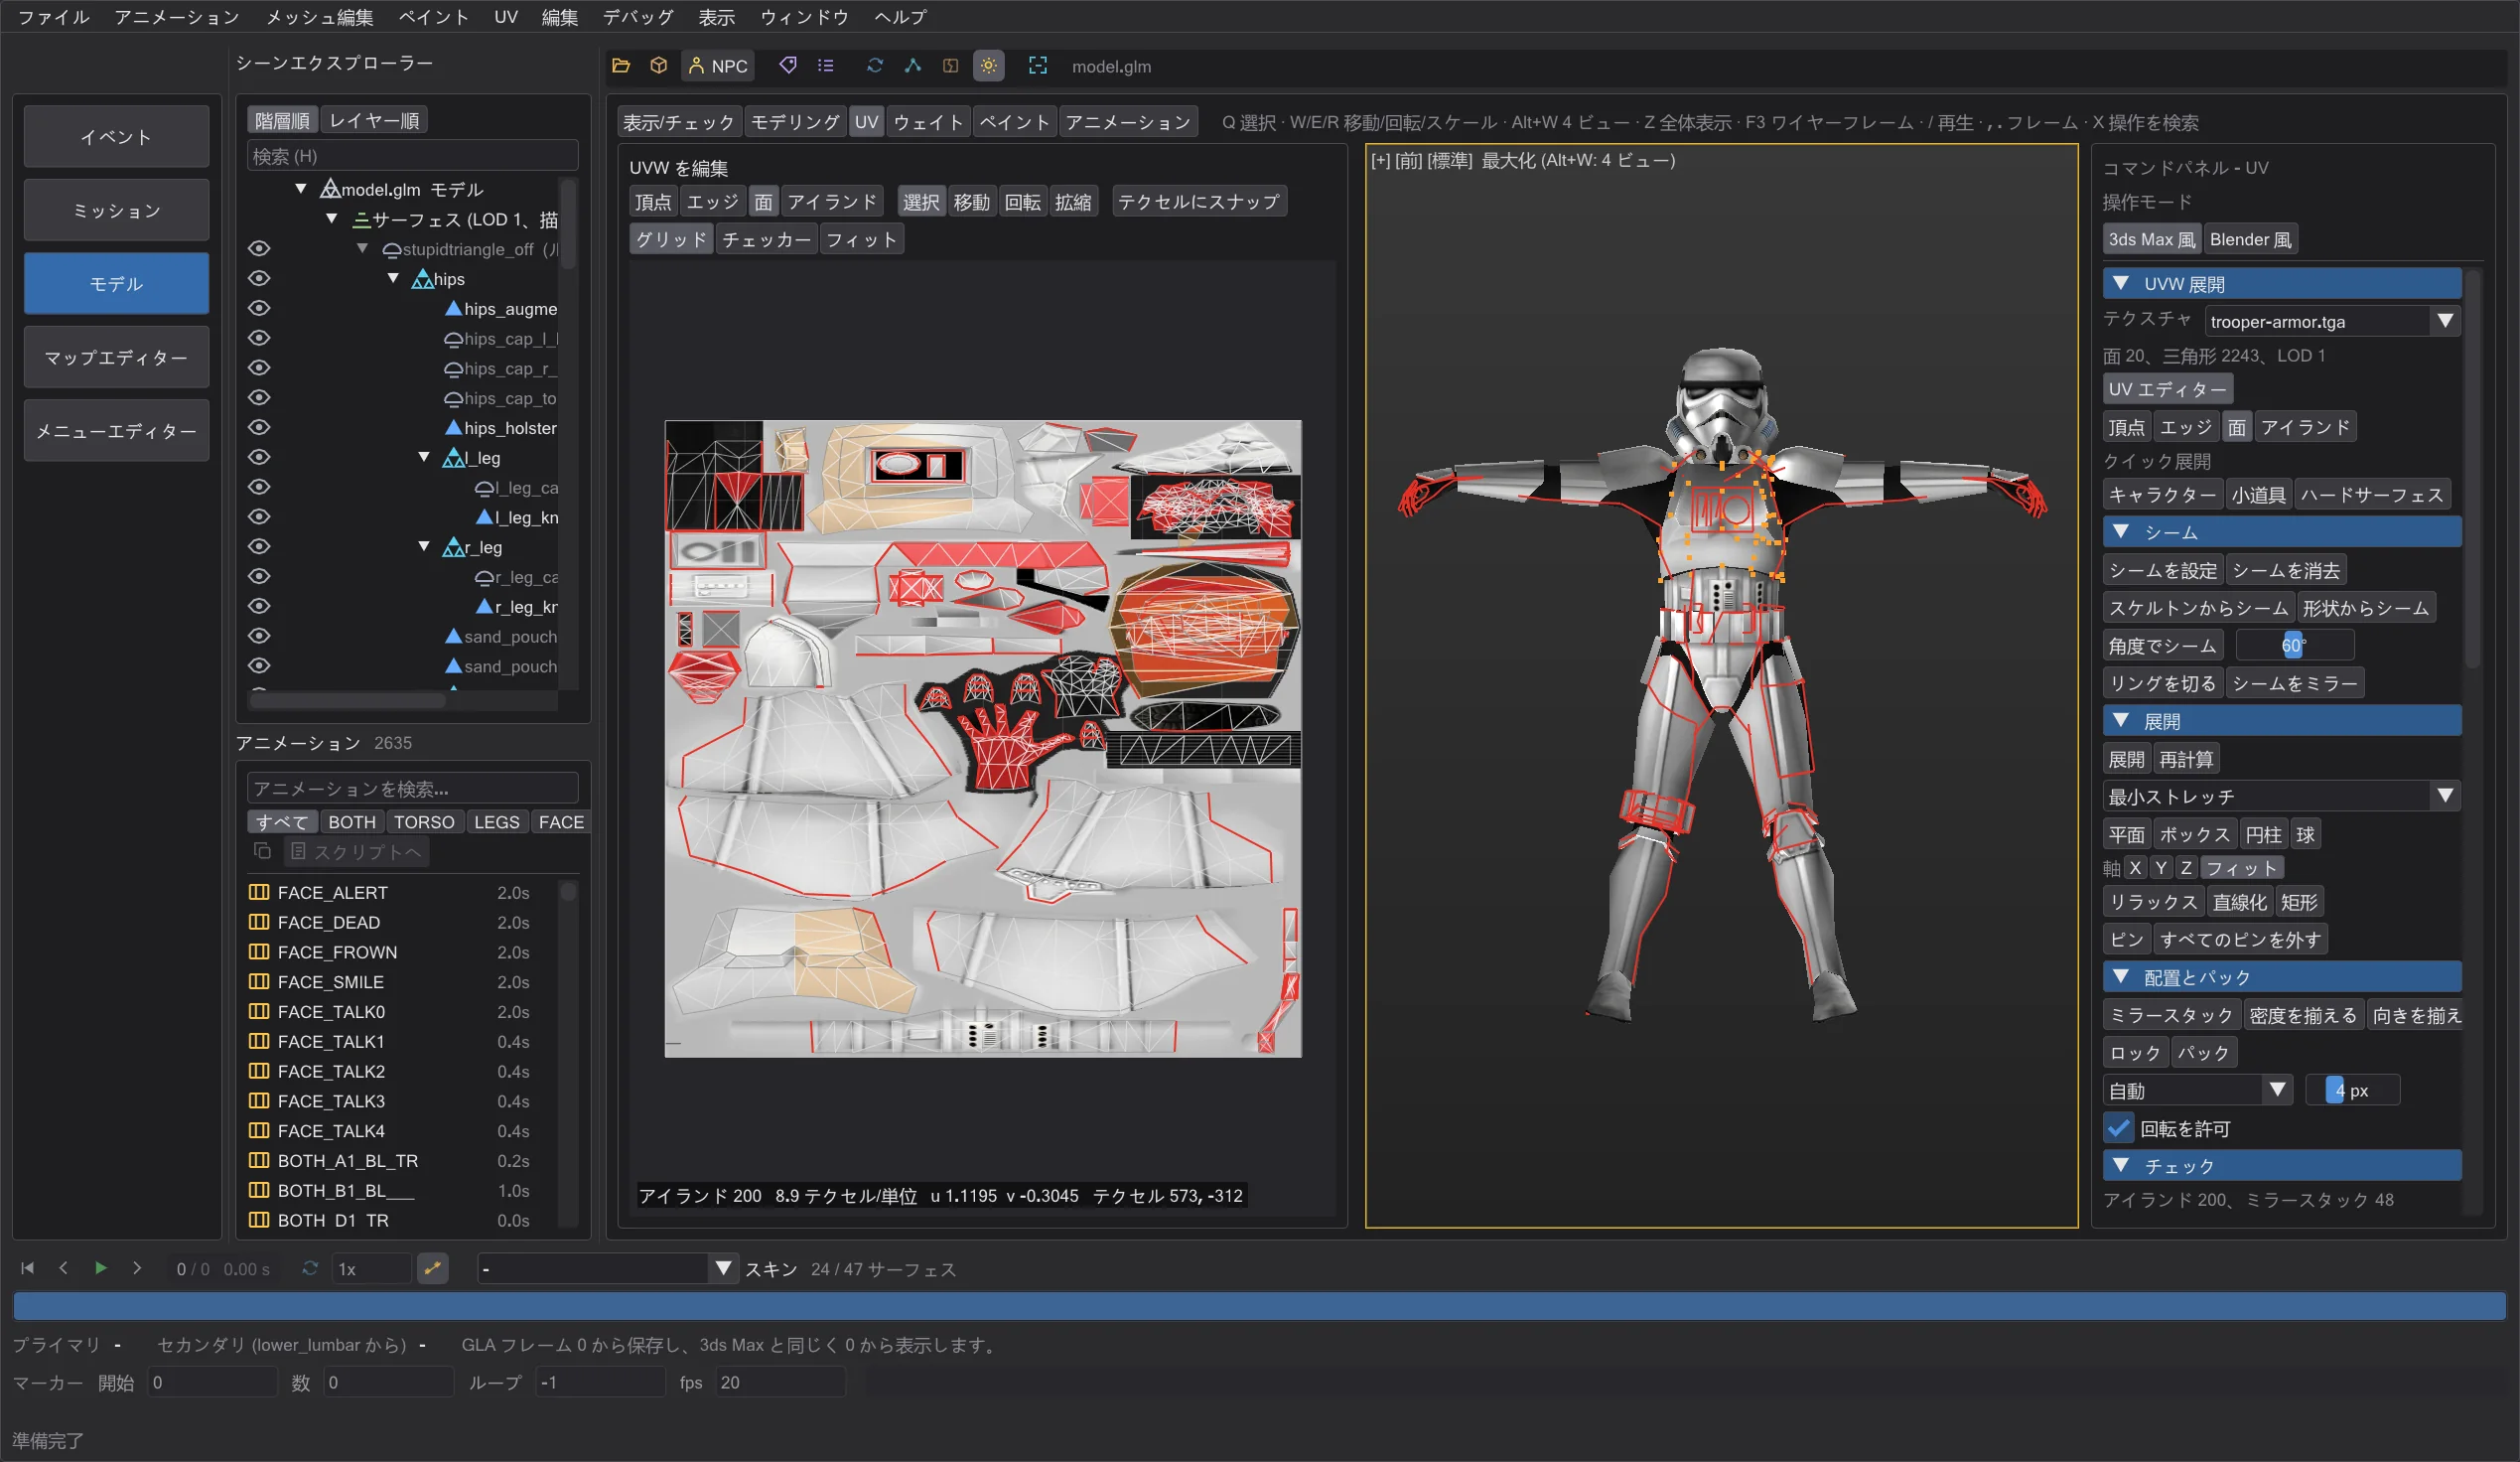 ファイル アニメーション メッシュ編集 ペイント UV 編集 デバッグ 表示 ウィンドウ ヘルプ
イベント
ミッション
モデル
マップエディター
メニューエディター
シーンエクスプローラー
階層順 レイヤー順
検索 (H)
model.glm モデル
サーフェス (LOD 1、描
stupidtriangle_off
hips
hips_augme
hips_cap_l_
hips_cap_r_
hips_cap_to
hips_holster
l_leg
l_leg_ca
l_leg_kn
r_leg
r_leg_ca
r_leg_kn
sand_pouch
sand_pouch
アニメーション 2635
アニメーションを検索...
すべて BOTH TORSO LEGS FACE
スクリプトへ
FACE_ALERT 2.0s
FACE_DEAD 2.0s
FACE_FROWN 2.0s
FACE_SMILE 2.0s
FACE_TALK0 2.0s
FACE_TALK1 0.4s
FACE_TALK2 0.4s
FACE_TALK3 0.4s
FACE_TALK4 0.4s
BOTH_A1_BL_TR 0.2s
BOTH_B1_BL___ 1.0s
BOTH_D1_TR 0.0s
NPC model.glm
表示/チェック モデリング UV ウェイト ペイント アニメーション Q 選択 · W/E/R 移動/回転/スケール · Alt+W 4 ビュー · Z 全体表示 · F3 ワイヤーフレーム · / 再生 · , . フレーム · X 操作を検索
UVW を編集
頂点 エッジ 面 アイランド 選択 移動 回転 拡縮 テクセルにスナップ
グリッド チェッカー フィット
アイランド 200 8.9 テクセル/単位 u 1.1195 v -0.3045 テクセル 573, -312
[+] [前] [標準] 最大化 (Alt+W: 4 ビュー)
コマンドパネル - UV
操作モード
3ds Max 風 Blender 風
UVW 展開
テクスチャ trooper-armor.tga
面 20、三角形 2243、LOD 1
UV エディター
頂点 エッジ 面 アイランド
クイック展開
キャラクター 小道具 ハードサーフェス
シーム
シームを設定 シームを消去
スケルトンからシーム 形状からシーム
角度でシーム 60°
リングを切る シームをミラー
展開
展開 再計算
最小ストレッチ
平面 ボックス 円柱 球
軸 X Y Z フィット
リラックス 直線化 矩形
ピン すべてのピンを外す
配置とパック
ミラースタック 密度を揃える 向きを揃え
ロック パック
自動 4 px
回転を許可
チェック
アイランド 200、ミラースタック 48
0 / 0 0.00 s 1x - スキン 24 / 47 サーフェス
プライマリ - セカンダリ (lower_lumbar から) - GLA フレーム 0 から保存し、3ds Max と同じく 0 から表示します。
マーカー 開始 0 数 0 ループ -1 fps 20
準備完了